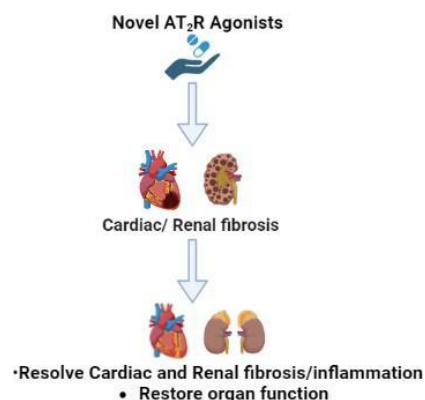 Novel AT₂R Agonists
Cardiac/ Renal fibrosis
•Resolve Cardiac and Renal fibrosis/inflammation
• Restore organ function